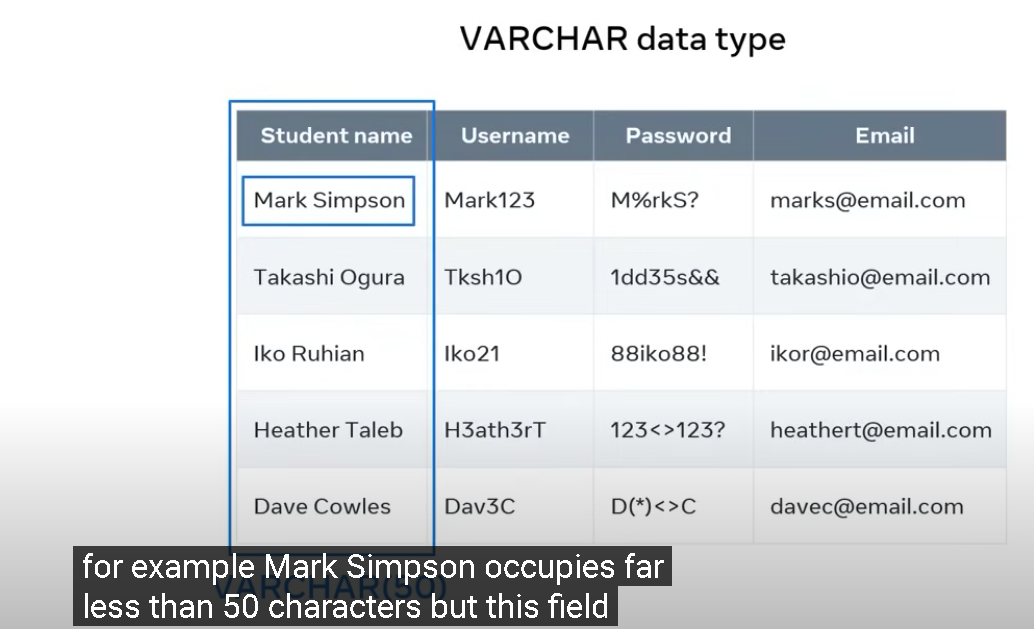 VARCHAR data type
Student name Username Password Email
Mark Simpson Mark123 M%rkS? marks@email.com
Takashi Ogura Tksh1O 1dd35s&& takashio@email.com
Iko Ruhian Iko21 88iko88! ikor@email.com
Heather Taleb H3ath3rT 123<>123? heathert@email.com
Dave Cowles Dav3C D(*)<>C davec@email.com
VARCHAR(50)
for example Mark Simpson occupies far
less than 50 characters but this field